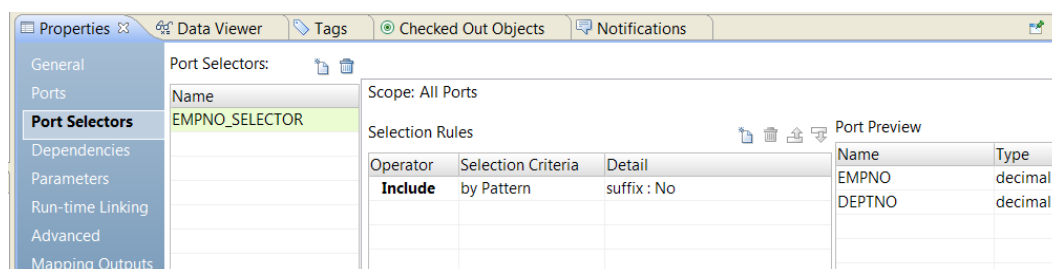 Properties Data Viewer Tags Checked Out Objects Notifications
General
Ports
Port Selectors
Dependencies
Parameters
Run-time Linking
Advanced
Mapping Outputs
Port Selectors:
Name
EMPNO_SELECTOR
Scope: All Ports
Selection Rules
Operator Selection Criteria Detail
Include by Pattern suffix : No
Port Preview
Name Type
EMPNO decimal
DEPTNO decimal